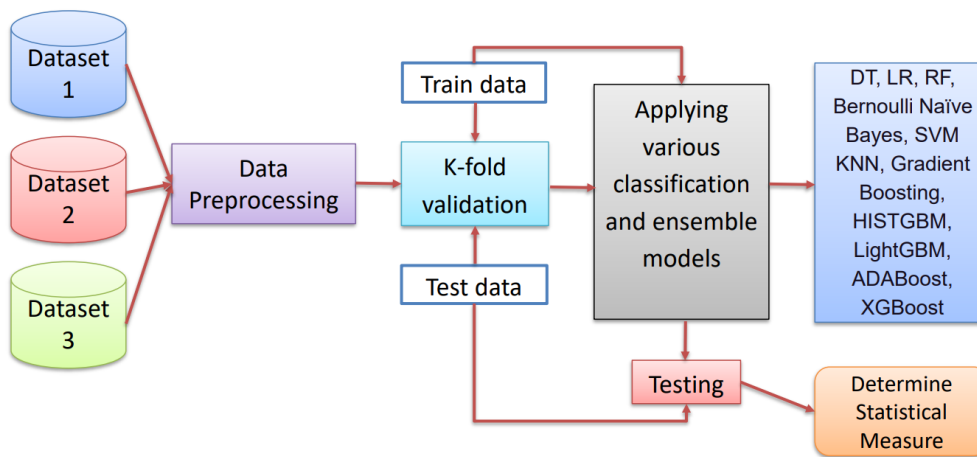 Dataset
1
Dataset
2
Dataset
3
Data
Preprocessing
Train data
K-fold
validation
Test data
Applying
various
classification
and ensemble
models
DT, LR, RF,
Bernoulli Naïve
Bayes, SVM
KNN, Gradient
Boosting,
HISTGBM,
LightGBM,
ADABoost,
XGBoost
Testing
Determine
Statistical
Measure